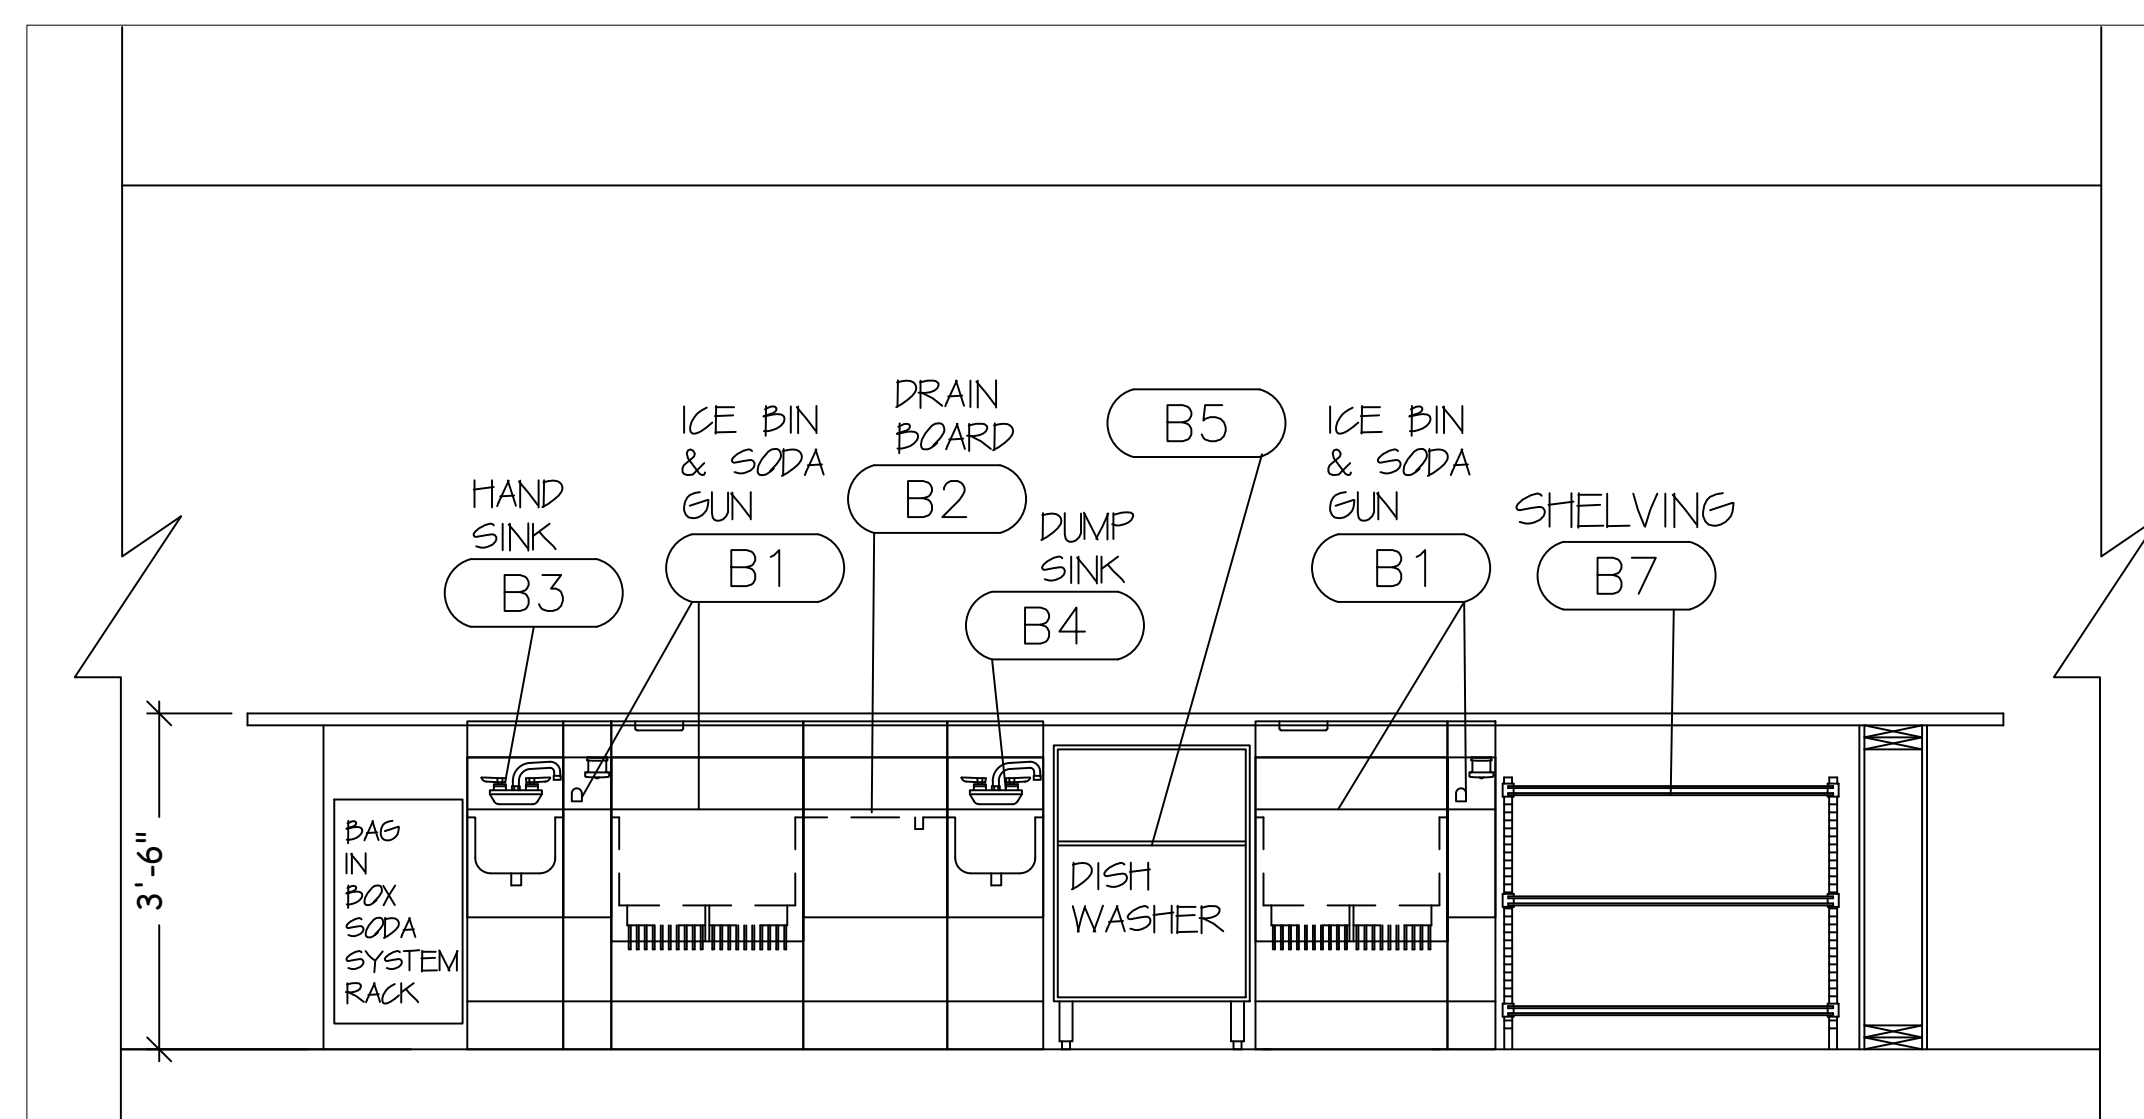 DRAIN
BOARD
B2
B5
ICE BIN
& SODA
GUN
B1
ICE BIN
& SODA
GUN
B1
HAND
SINK
B3
SHELVING
B7
DUMP
SINK
B4
3'-6"
BAG
IN
BOX
SODA
SYSTEM
RACK
DISH
WASHER